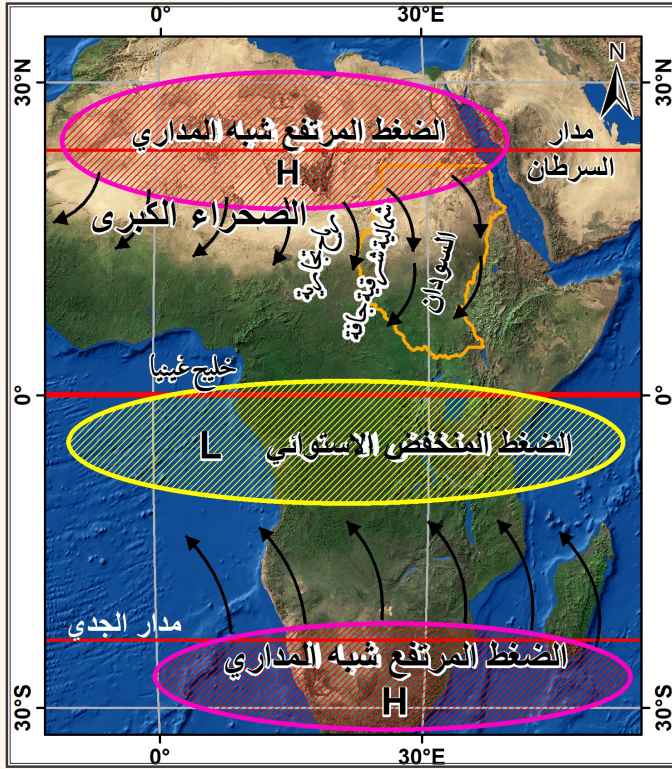 0°
30°E
N
30°N
30°N
الضغط المرتفع شبه المداري
H
مدار
السرطان
الصحراء الكبرى
رياح تجارية
شمالية شرقية جافة
السودان
خليج غينيا
0°
0°
الضغط المنخفض الاستوائي
L
مدار الجدي
الضغط المرتفع شبه المداري
H
30°S
30°S
0°
30°E